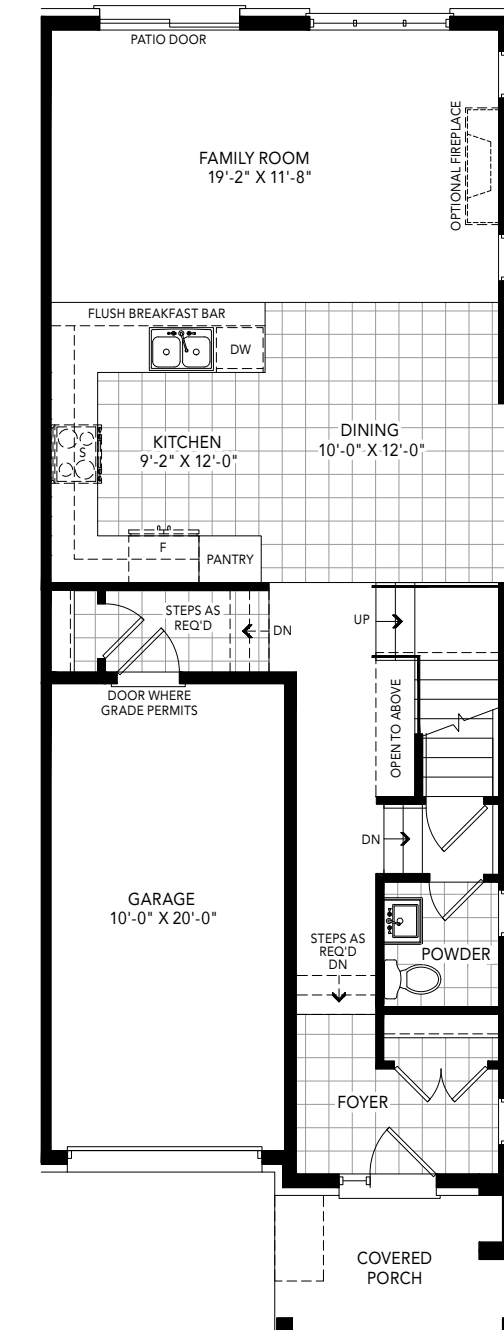 PATIO DOOR
FAMILY ROOM
19'-2" X 11'-8"
OPTIONAL FIREPLACE
FLUSH BREAKFAST BAR
DW
S
KITCHEN
9'-2" X 12'-0"
DINING
10'-0" X 12'-0"
F
PANTRY
STEPS AS
REQ'D
DN
UP
DOOR WHERE
GRADE PERMITS
OPEN TO ABOVE
DN
GARAGE
10'-0" X 20'-0"
STEPS AS
REQ'D
DN
POWDER
FOYER
COVERED
PORCH